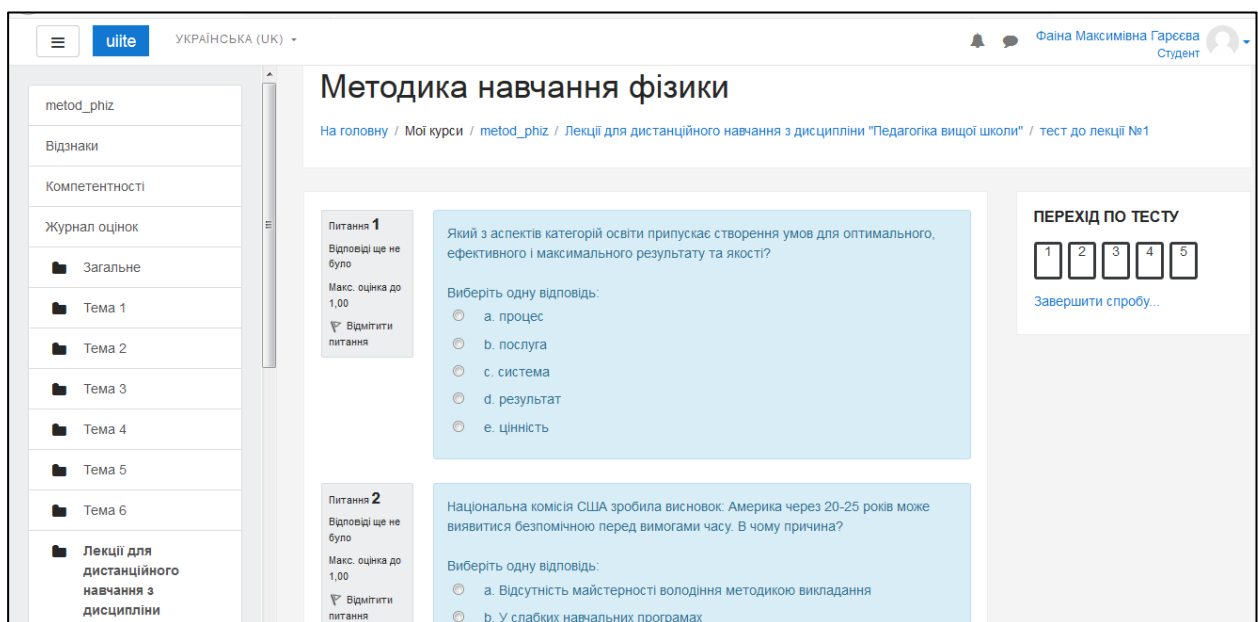 uiite
УКРАЇНСЬКА (UK)
Фаіна Максимівна Гарєєва
Студент
metod_phiz
Відзнаки
Компетентності
Журнал оцінок
Загальне
Тема 1
Тема 2
Тема 3
Тема 4
Тема 5
Тема 6
Лекції для
дистанційного
навчання з
дисципліни
Методика навчання фізики
На головну / Мої курси / metod_phiz / Лекції для дистанційного навчання з дисципліни "Педагогіка вищої школи" / тест до лекції №1
Питання 1
Відповіді ще не
було
Макс. оцінка до
1,00
Відмітити
питання
Який з аспектів категорій освіти припускає створення умов для оптимального,
ефективного і максимального результату та якості?
Виберіть одну відповідь:
a. процес
b. послуга
c. система
d. результат
e. цінність
Питання 2
Відповіді ще не
було
Макс. оцінка до
1,00
Відмітити
питання
Національна комісія США зробила висновок: Америка через 20-25 років може
виявитися безпомічною перед вимогами часу. В чому причина?
Виберіть одну відповідь:
a. Відсутність майстерності володіння методикою викладання
b. У слабких навчальних програмах
ПЕРЕХІД ПО ТЕСТУ
1 2 3 4 5
Завершити спробу...